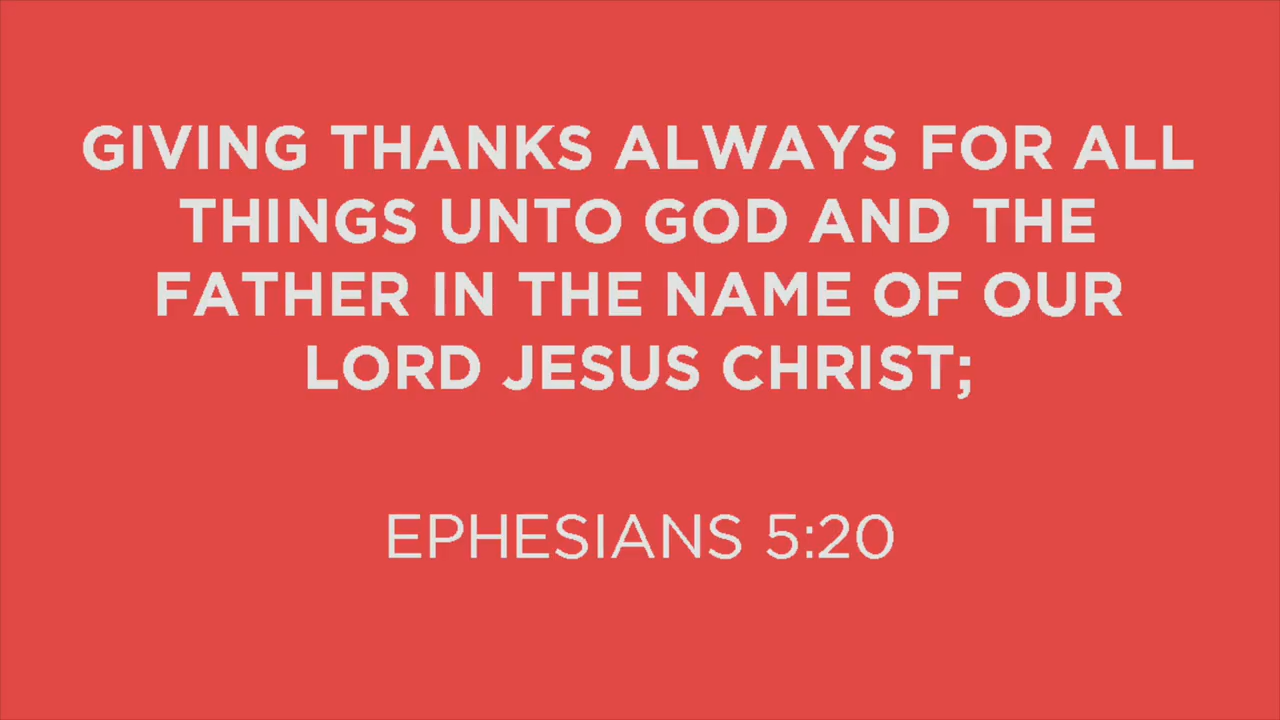 GIVING THANKS ALWAYS FOR ALL
THINGS UNTO GOD AND THE
FATHER IN THE NAME OF OUR
LORD JESUS CHRIST;
EPHESIANS 5:20